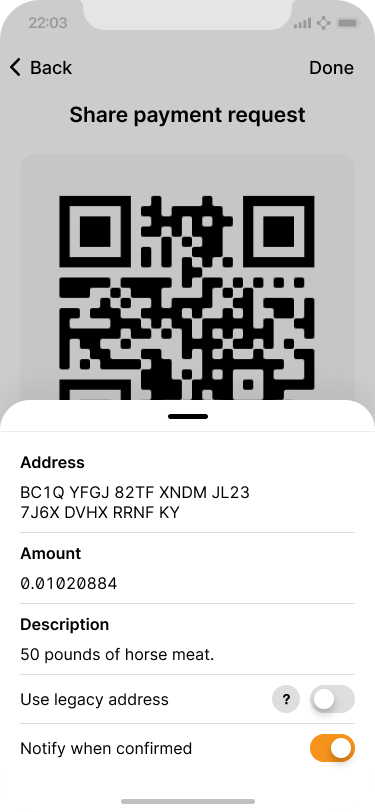 22:03
Back
Done
Share payment request
Address
BC1Q YFGJ 82TF XNDM JL23
7J6X DVHX RRNF KY
Amount
0.01020884
Description
50 pounds of horse meat.
Use legacy address
?
Notify when confirmed